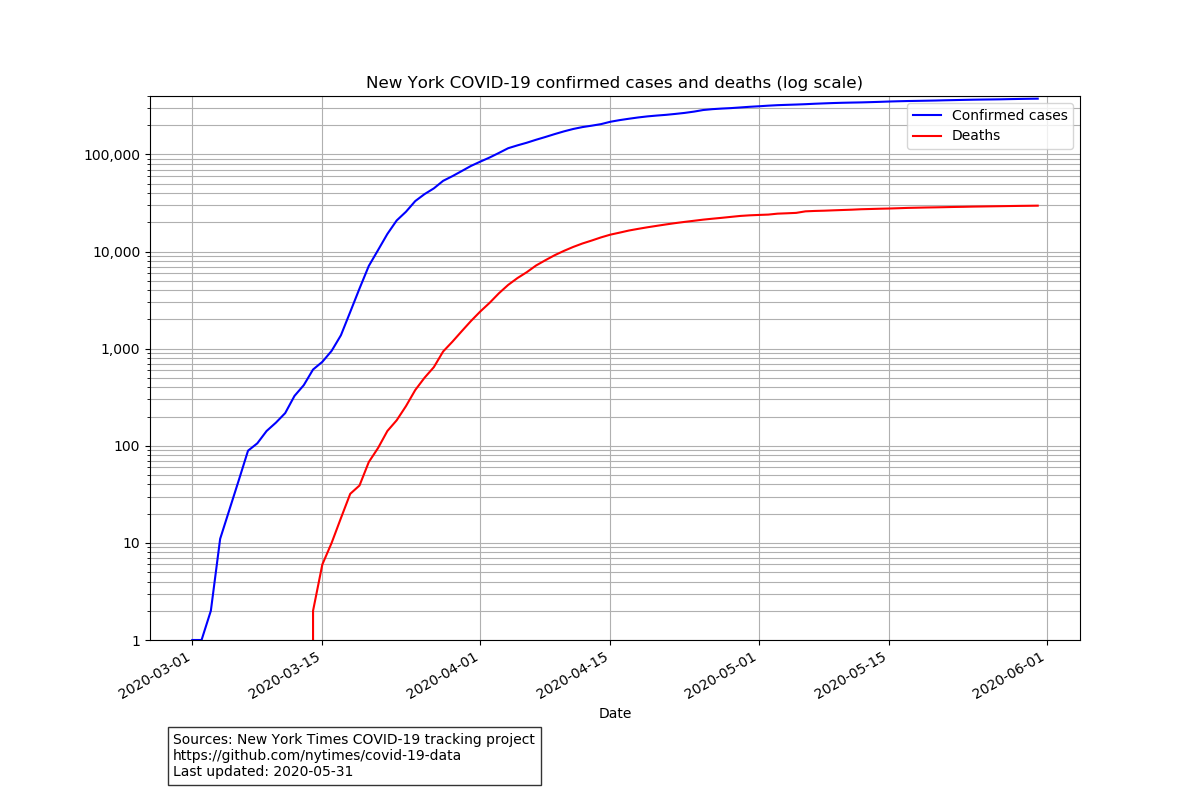 New York COVID-19 confirmed cases and deaths (log scale)
Confirmed cases
Deaths
100,000
10,000
1,000
100
10
1
2020-03-01
2020-03-15
2020-04-01
2020-04-15
2020-05-01
2020-05-15
2020-06-01
Date
Sources: New York Times COVID-19 tracking project
https://github.com/nytimes/covid-19-data
Last updated: 2020-05-31